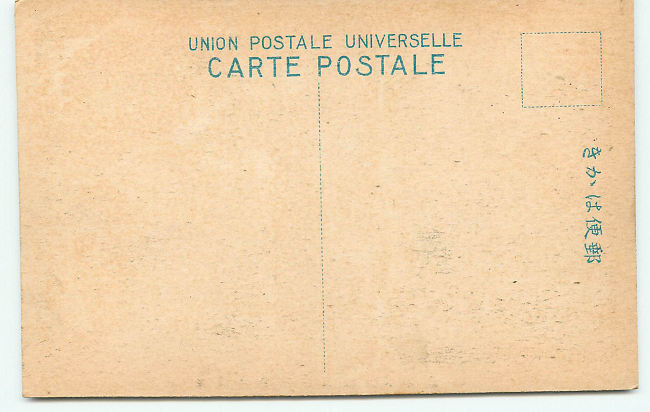 UNION POSTALE UNIVERSELLE
CARTE POSTALE
郵便はかき